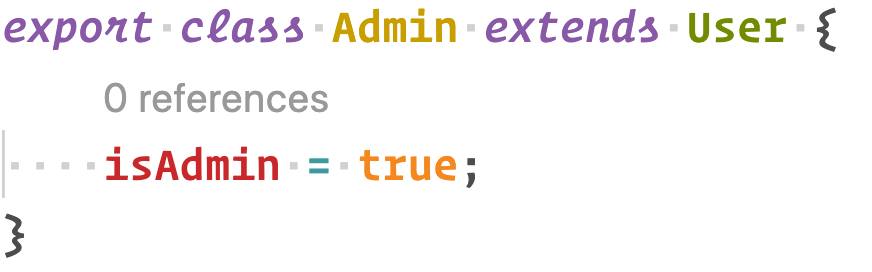 export class Admin extends User {
0 references
    isAdmin = true;
}